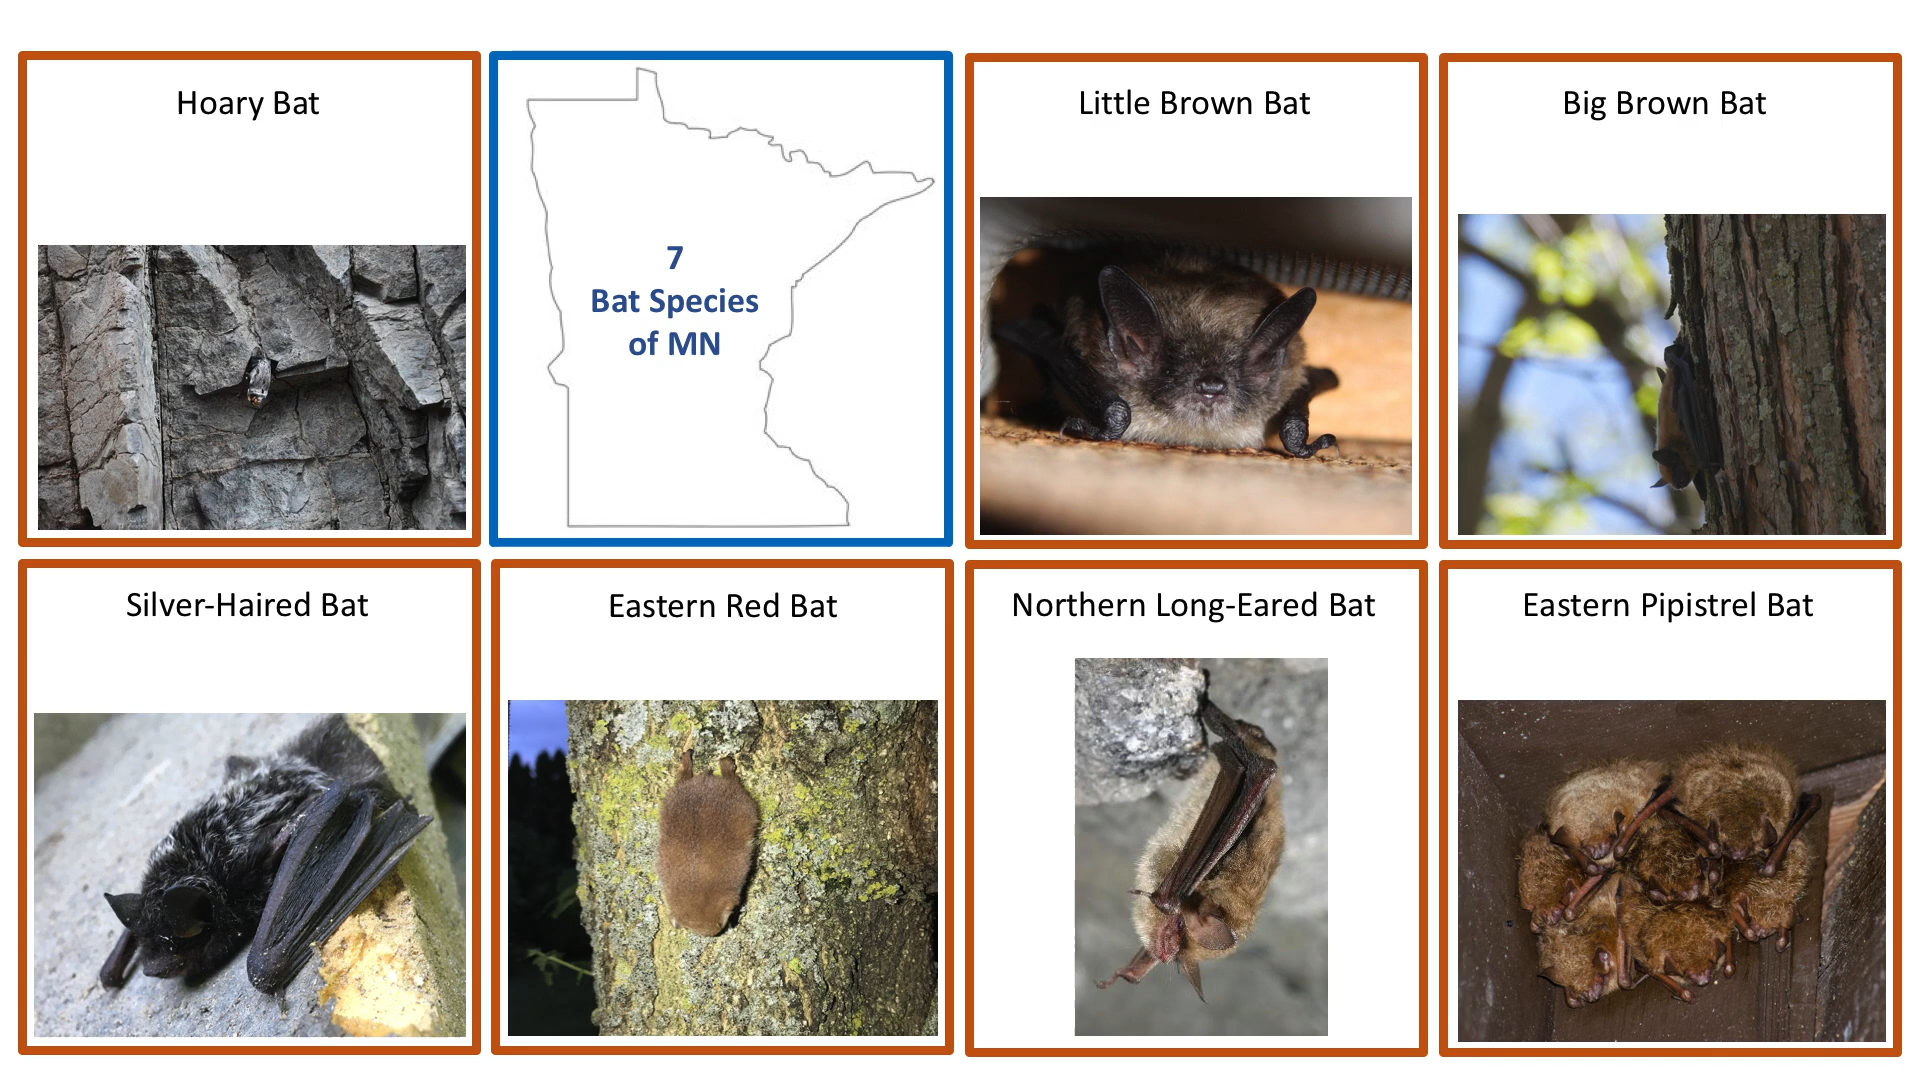 Hoary Bat
7
Bat Species
of MN
Little Brown Bat
Big Brown Bat
Silver-Haired Bat
Eastern Red Bat
Northern Long-Eared Bat
Eastern Pipistrel Bat